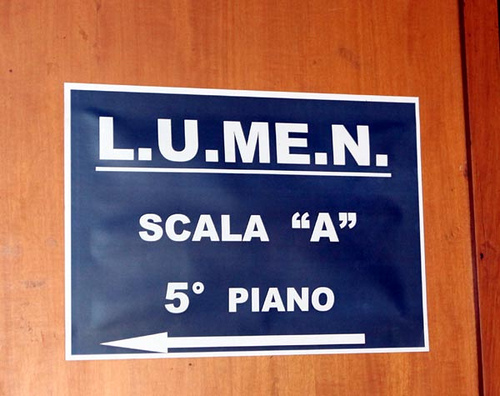 L.U.ME.N.
SCALA “A”
5° PIANO